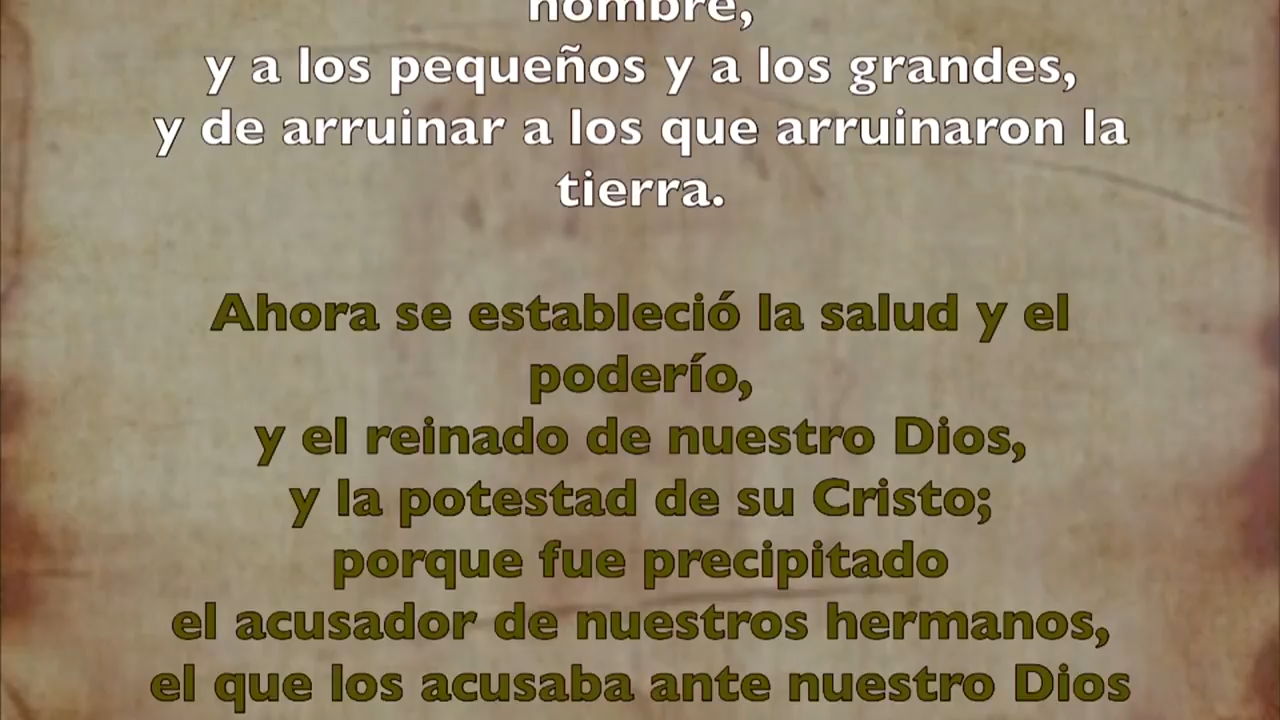 nombre,
y a los pequeños y a los grandes,
y de arruinar a los que arruinaron la
tierra.
Ahora se estableció la salud y el
poderío,
y el reinado de nuestro Dios,
y la potestad de su Cristo;
porque fue precipitado
el acusador de nuestros hermanos,
el que los acusaba ante nuestro Dios